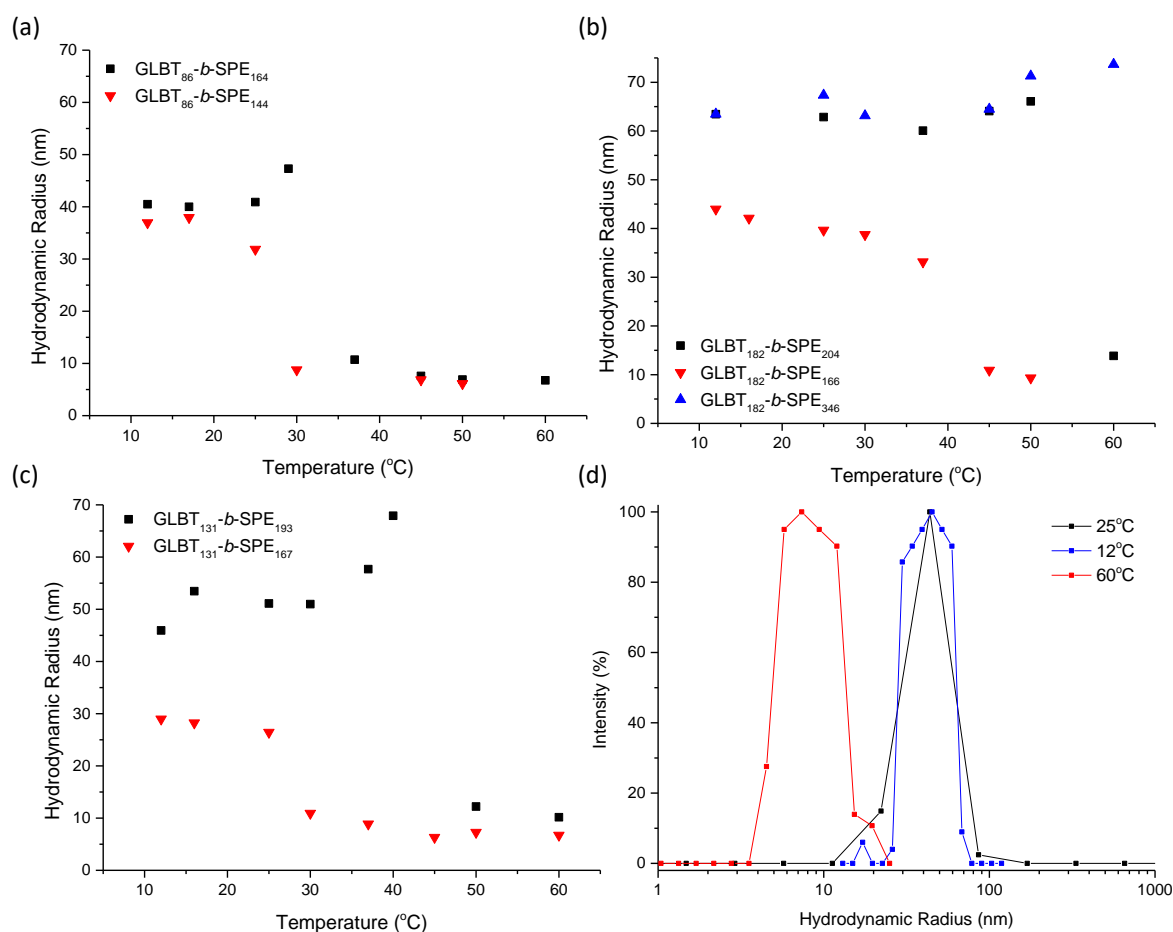 (a)
70
60
50
40
30
20
10
0
Hydrodynamic Radius (nm)
GLBT86-b-SPE164
GLBT86-b-SPE144
10 20 30 40 50 60
Temperature (°C)
(b)
70
60
50
40
30
20
10
0
Hydrodynamic Radius (nm)
GLBT182-b-SPE204
GLBT182-b-SPE166
GLBT182-b-SPE346
10 20 30 40 50 60
Temperature (°C)
(c)
70
60
50
40
30
20
10
0
Hydrodynamic Radius (nm)
GLBT131-b-SPE193
GLBT131-b-SPE167
10 20 30 40 50 60
Temperature (°C)
(d)
100
80
60
40
20
0
Intensity (%)
25°C
12°C
60°C
1 10 100 1000
Hydrodynamic Radius (nm)